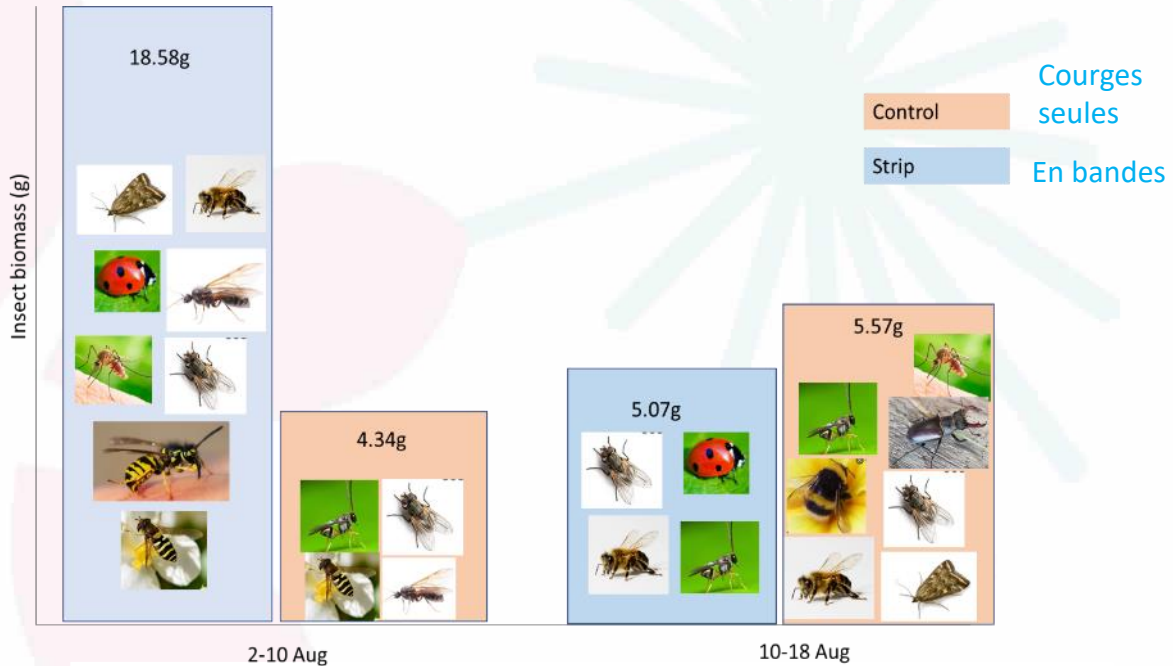 18.58g
4.34g
5.07g
5.57g
Insect biomass (g)
2-10 Aug
10-18 Aug
Control
Courges
seules
Strip
En bandes